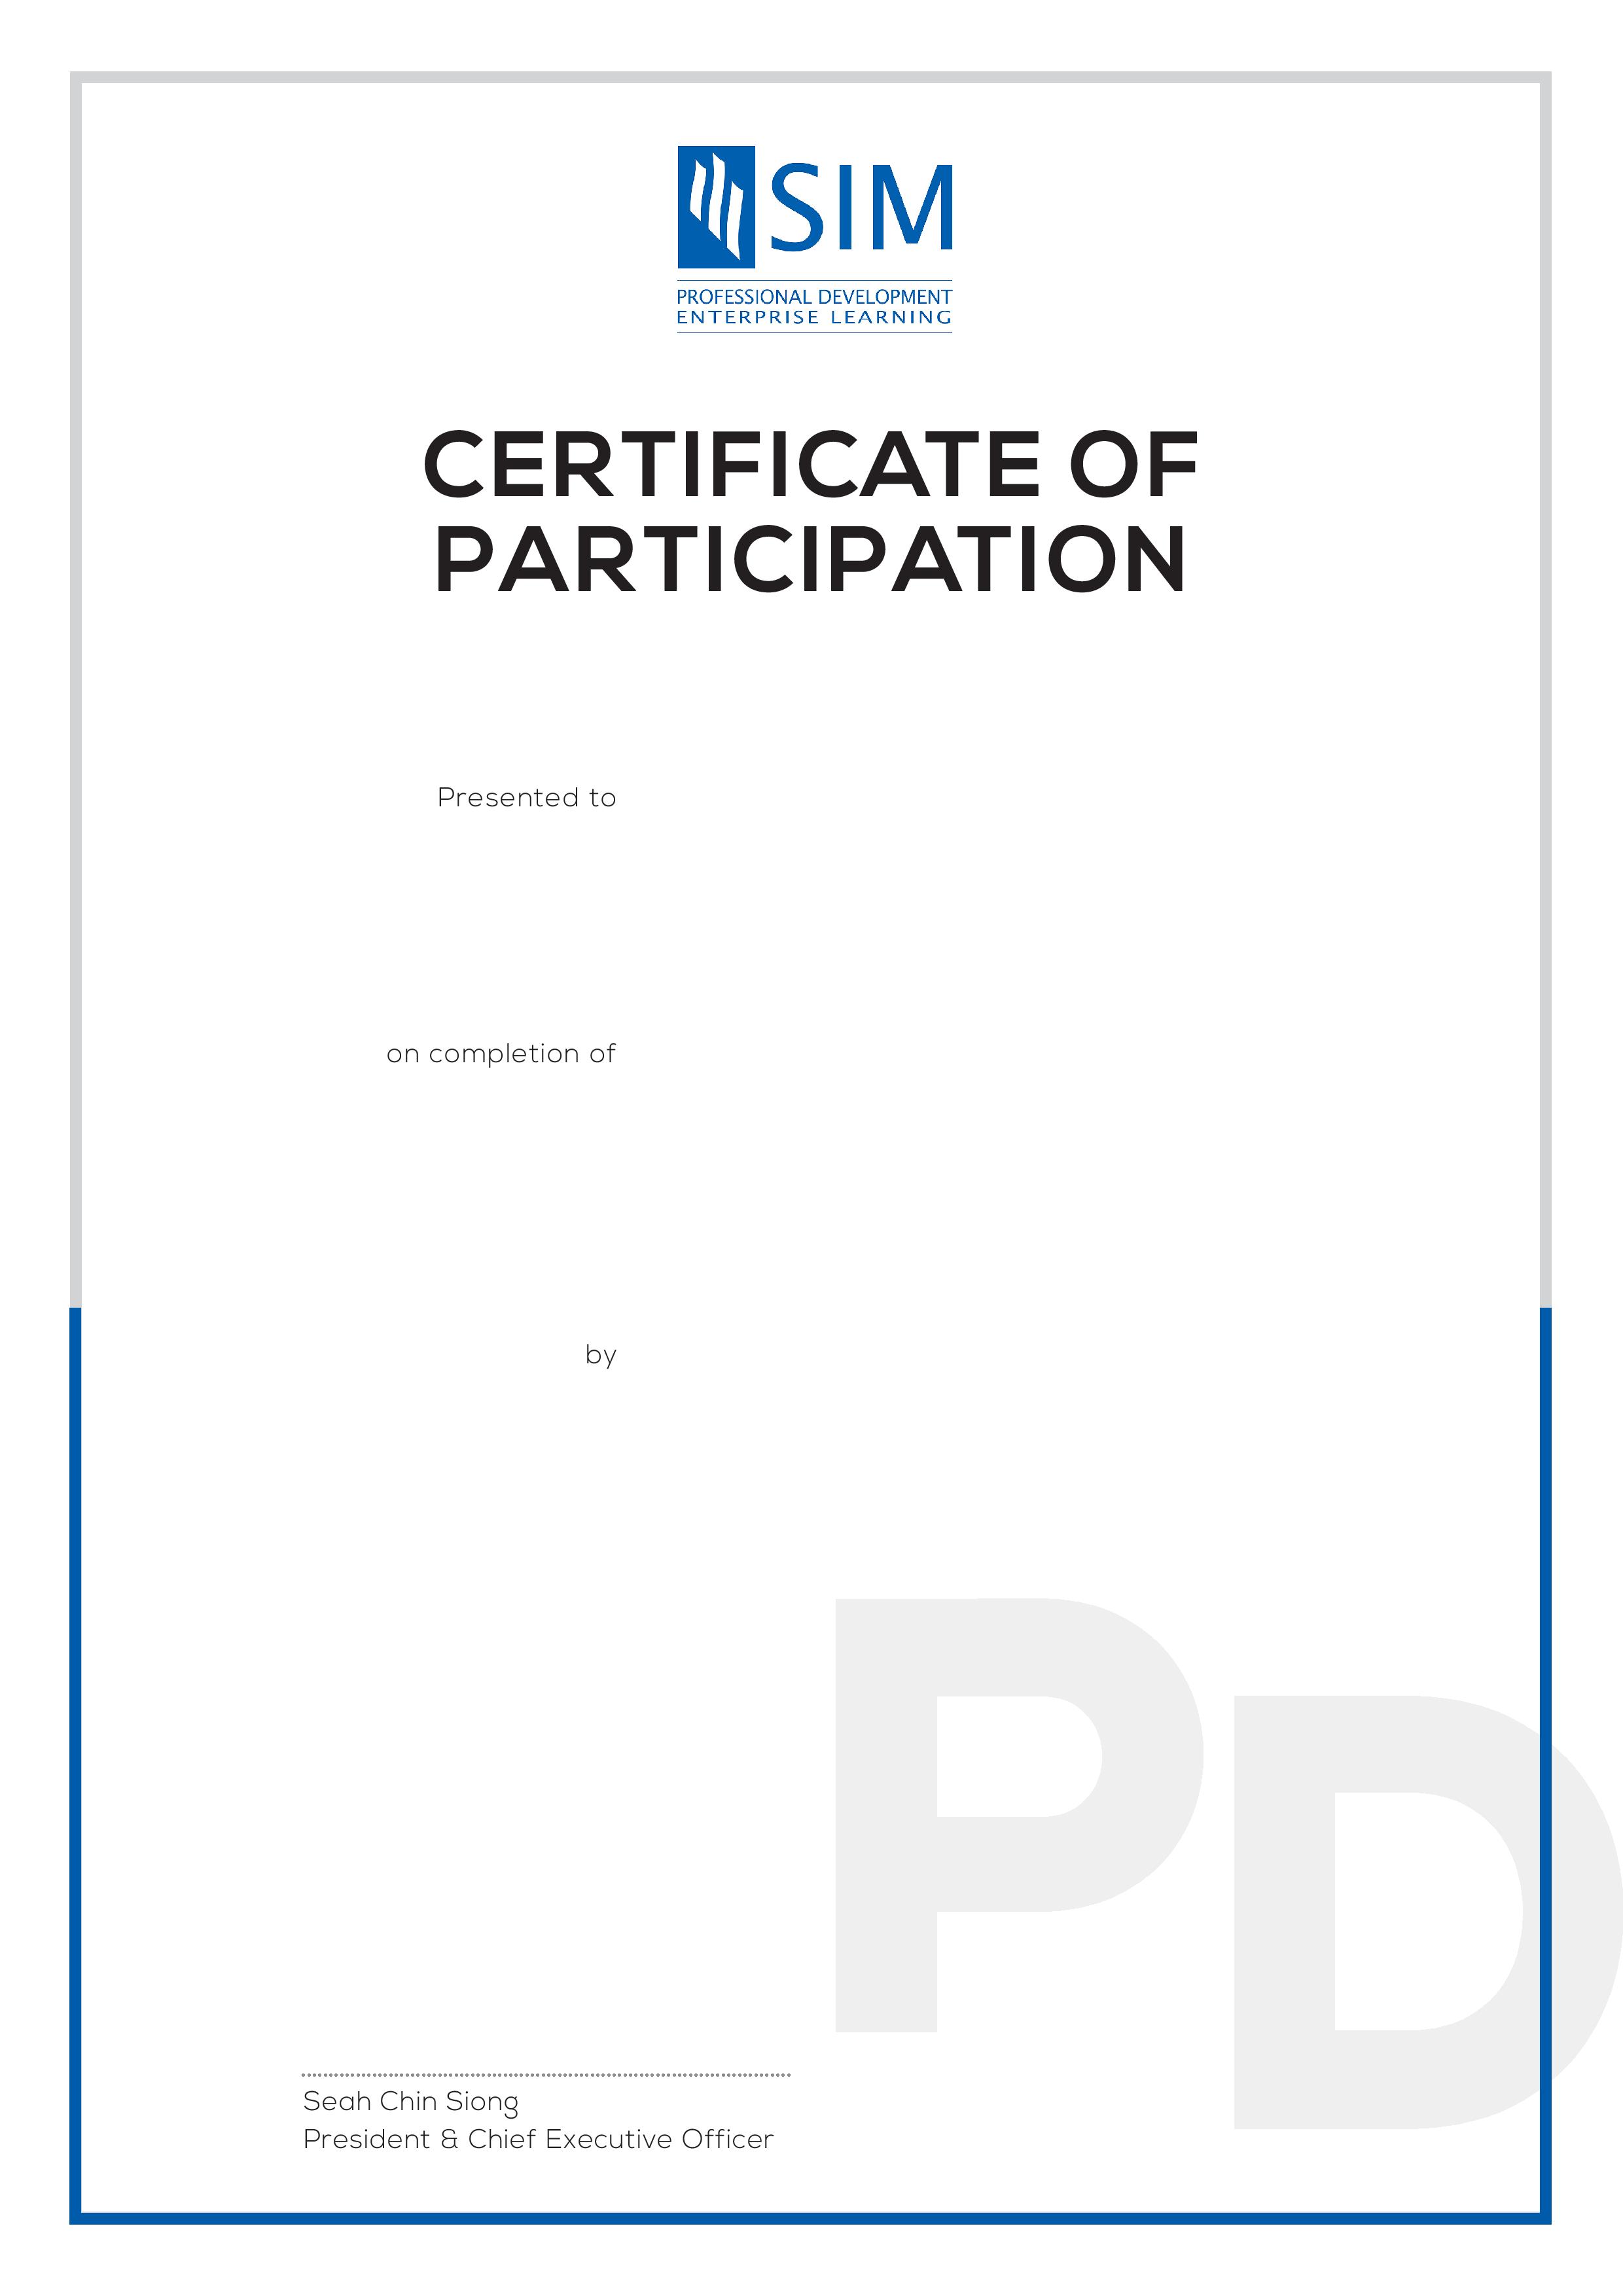 SIM
PROFESSIONAL DEVELOPMENT
ENTERPRISE LEARNING
CERTIFICATE OF
PARTICIPATION
Presented to
on completion of
by
PD
Seah Chin Siong
President & Chief Executive Officer